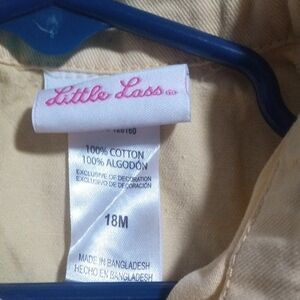 Little Lass
100% COTTON
100% ALGODÓN
EXCLUSIVE OF DECORATION
EXCLUSIVO DE DECORACIÓN
18M
MADE IN BANGLADESH
HECHO EN BANGLADESH